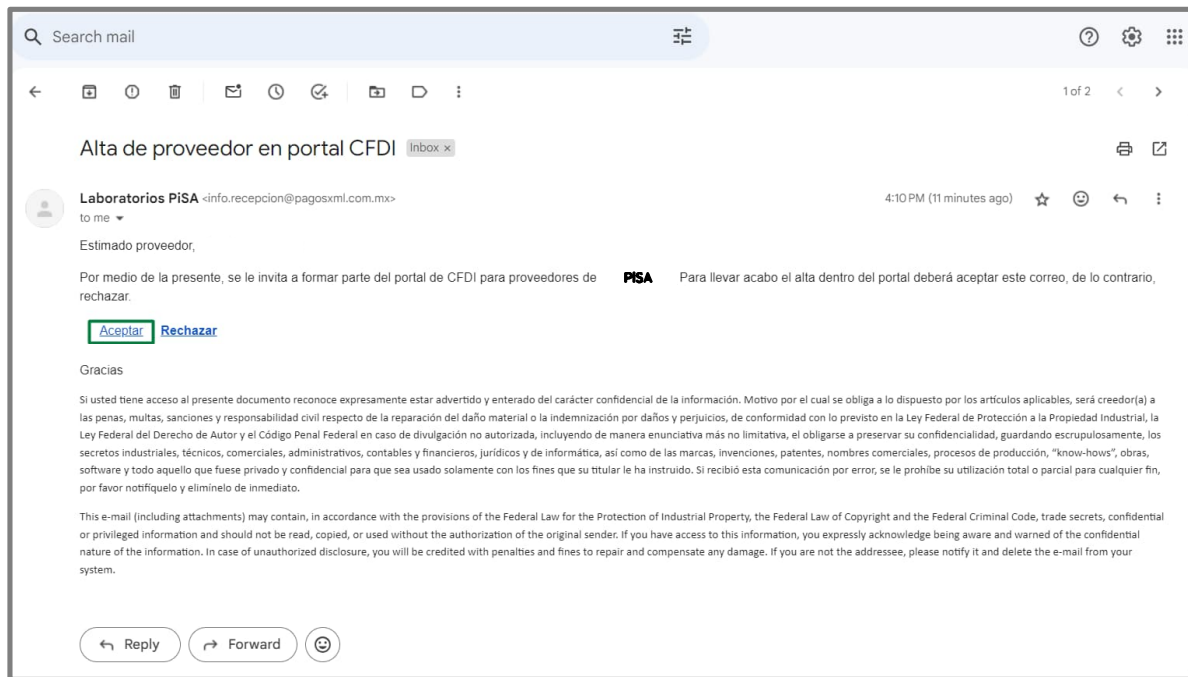 Search mail
1 of 2
Alta de proveedor en portal CFDI Inbox ×
Laboratorios PiSA <info.recepcion@pagosxml.com.mx> 4:10 PM (11 minutes ago)
to me
Estimado proveedor,
Por medio de la presente, se le invita a formar parte del portal de CFDI para proveedores de PiSA Para llevar acabo el alta dentro del portal deberá aceptar este correo, de lo contrario,
rechazar.
Aceptar Rechazar
Gracias
Si usted tiene acceso al presente documento reconoce expresamente estar advertido y enterado del carácter confidencial de la información. Motivo por el cual se obliga a lo dispuesto por los artículos aplicables, será creedor(a) a
las penas, multas, sanciones y responsabilidad civil respecto de la reparación del daño material o la indemnización por daños y perjuicios, de conformidad con lo previsto en la Ley Federal de Protección a la Propiedad Industrial, la
Ley Federal del Derecho de Autor y el Código Penal Federal en caso de divulgación no autorizada, incluyendo de manera enunciativa más no limitativa, el obligarse a preservar su confidencialidad, guardando escrupulosamente, los
secretos industriales, técnicos, comerciales, administrativos, contables y financieros, jurídicos y de informática, así como de las marcas, invenciones, patentes, nombres comerciales, procesos de producción, "know-hows", obras,
software y todo aquello que fuese privado y confidencial para que sea usado solamente con los fines que su titular le ha instruido. Si recibió esta comunicación por error, se le prohíbe su utilización total o parcial para cualquier fin,
por favor notifíquelo y elimínelo de inmediato.
This e-mail (including attachments) may contain, in accordance with the provisions of the Federal Law for the Protection of Industrial Property, the Federal Law of Copyright and the Federal Criminal Code, trade secrets, confidential
or privileged information and should not be read, copied, or used without the authorization of the original sender. If you have access to this information, you expressly acknowledge being aware and warned of the confidential
nature of the information. In case of unauthorized disclosure, you will be credited with penalties and fines to repair and compensate any damage. If you are not the addressee, please notify it and delete the e-mail from your
system.
Reply Forward